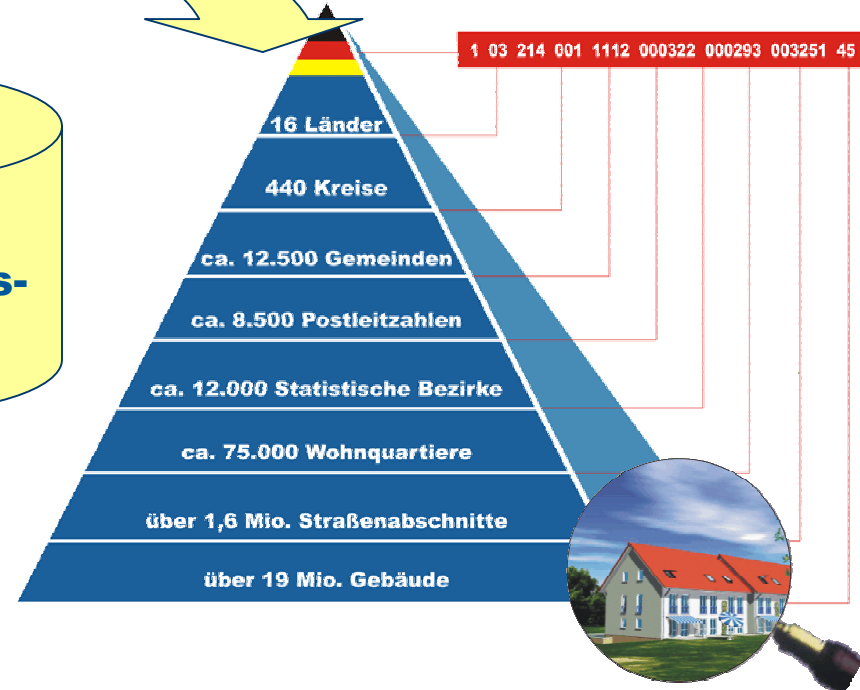 1 03 214 001 1112 000322 000293 003251 45
16 Länder
440 Kreise
ca. 12.500 Gemeinden
s-
ca. 8.500 Postleitzahlen
ca. 12.000 Statistische Bezirke
ca. 75.000 Wohnquartiere
über 1,6 Mio. Straßenabschnitte
über 19 Mio. Gebäude